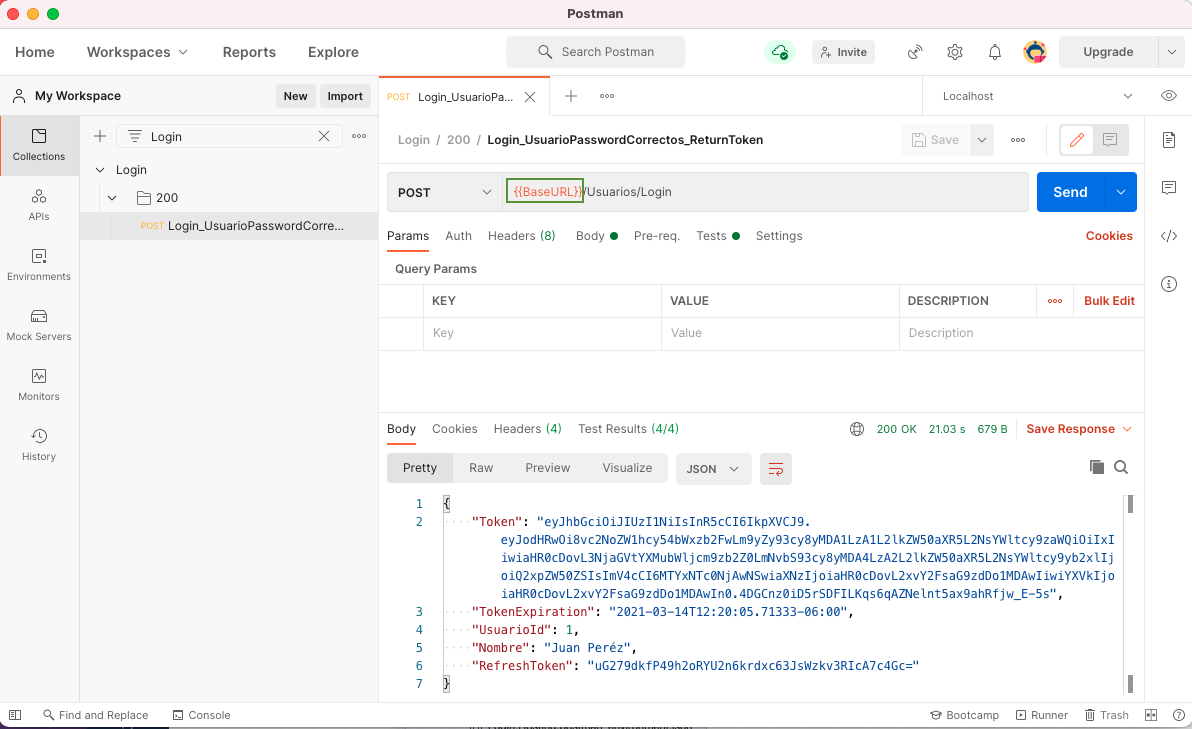 Postman
Home Workspaces Reports Explore Search Postman Invite Upgrade
My Workspace New Import
POST Login_UsuarioPa... Localhost
Collections
APIs
Environments
Mock Servers
Monitors
History
Login
Login
200
POST Login_UsuarioPasswordCorre...
Login / 200 / Login_UsuarioPasswordCorrectos_ReturnToken Save
POST {{BaseURL}}/Usuarios/Login Send
Params Auth Headers (8) Body Pre-req. Tests Settings Cookies
Query Params
KEY VALUE DESCRIPTION Bulk Edit
Key Value Description
Body Cookies Headers (4) Test Results (4/4) 200 OK 21.03 s 679 B Save Response
Pretty Raw Preview Visualize JSON
1 {
2 "Token": "eyJhbGciOiJIUzI1NiIsInR5cCI6IkpXVCJ9.
eyJodHRwOi8vc2NoZW1hcy54bWxzb2FwLm9yZy93cy8yMDA1LzA1L2lkZW50aXR5L2NsYWltcy9zaWQiOiIxI
iwiaHR0cDovL3NjaGVtYXMubWljcm9zb2Z0LmNvbS93cy8yMDA4LzA2L2lkZW50aXR5L2NsYWltcy9yb2xlIj
oiQ2xpZW50ZSIsImV4cCI6MTYxNTc0NjAwNSwiaXNzIjoiaHR0cDovL2xvY2FsaG9zdDo1MDAwIiwiYXVkIjo
iaHR0cDovL2xvY2FsaG9zdDo1MDAwIn0.4DGCnz0iD5rSDFILKqs6qAZNelnt5ax9ahRfjw_E-5s",
3 "TokenExpiration": "2021-03-14T12:20:05.71333-06:00",
4 "UsuarioId": 1,
5 "Nombre": "Juan Peréz",
6 "RefreshToken": "uG279dkfP49h2oRYU2n6krdxc63JsWzkv3RIcA7c4Gc="
7 }
Find and Replace Console Bootcamp Runner Trash